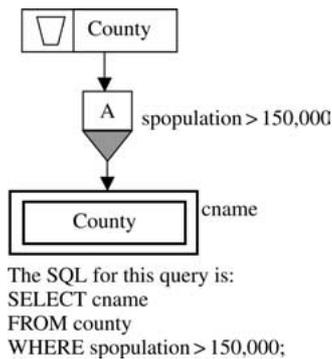 County
A
spopulation > 150,000
County
cname
The SQL for this query is:
SELECT cname
FROM county
WHERE spopulation > 150,000;